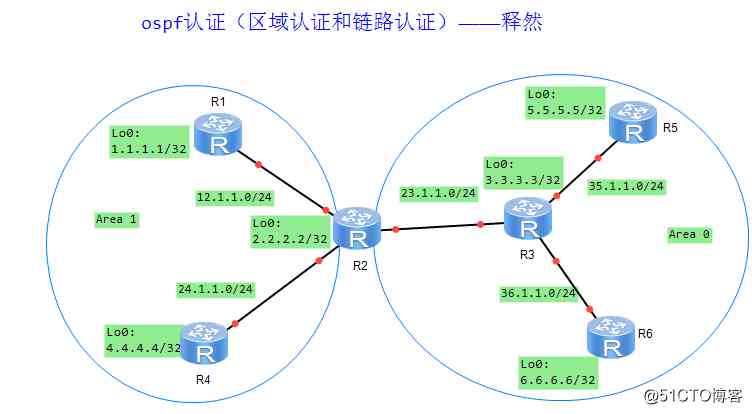 ospf认证（区域认证和链路认证）——释然
R1
Lo0:
1.1.1.1/32
12.1.1.0/24
Area 1
Lo0:
2.2.2.2/32
R2
24.1.1.0/24
Lo0:
4.4.4.4/32
R4
23.1.1.0/24
Lo0:
3.3.3.3/32
R3
Lo0:
5.5.5.5/32
R5
35.1.1.0/24
Area 0
36.1.1.0/24
R6
Lo0:
6.6.6.6/32
R
R
R
R
R
R
@51CTO博客